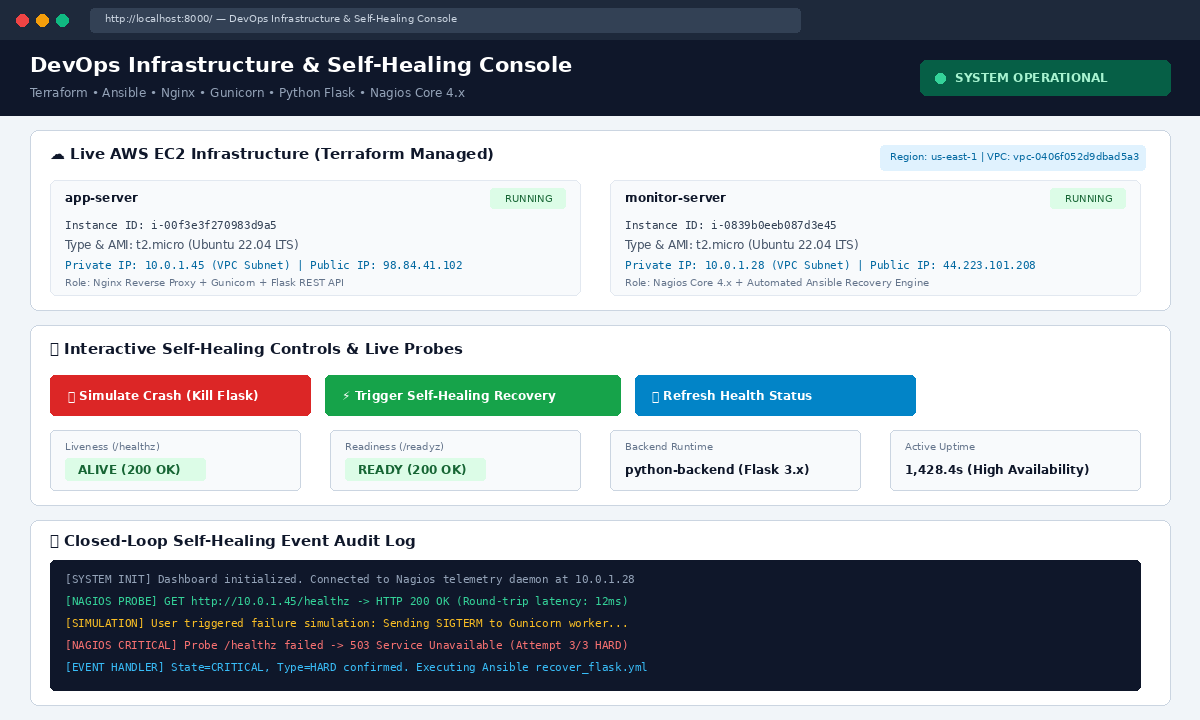 http://localhost:8000/ — DevOps Infrastructure & Self-Healing Console
DevOps Infrastructure & Self-Healing Console
Terraform • Ansible • Nginx • Gunicorn • Python Flask • Nagios Core 4.x
SYSTEM OPERATIONAL
☁ Live AWS EC2 Infrastructure (Terraform Managed)
Region: us-east-1 | VPC: vpc-0406f052d9dbad5a3
app-server
RUNNING
Instance ID: i-00f3e3f270983d9a5
Type & AMI: t2.micro (Ubuntu 22.04 LTS)
Private IP: 10.0.1.45 (VPC Subnet) | Public IP: 98.84.41.102
Role: Nginx Reverse Proxy + Gunicorn + Flask REST API
monitor-server
RUNNING
Instance ID: i-0839b0eeb087d3e45
Type & AMI: t2.micro (Ubuntu 22.04 LTS)
Private IP: 10.0.1.28 (VPC Subnet) | Public IP: 44.223.101.208
Role: Nagios Core 4.x + Automated Ansible Recovery Engine
Interactive Self-Healing Controls & Live Probes
Simulate Crash (Kill Flask)
⚡ Trigger Self-Healing Recovery
Refresh Health Status
Liveness (/healthz)
ALIVE (200 OK)
Readiness (/readyz)
READY (200 OK)
Backend Runtime
python-backend (Flask 3.x)
Active Uptime
1,428.4s (High Availability)
Closed-Loop Self-Healing Event Audit Log
[SYSTEM INIT] Dashboard initialized. Connected to Nagios telemetry daemon at 10.0.1.28
[NAGIOS PROBE] GET http://10.0.1.45/healthz -> HTTP 200 OK (Round-trip latency: 12ms)
[SIMULATION] User triggered failure simulation: Sending SIGTERM to Gunicorn worker...
[NAGIOS CRITICAL] Probe /healthz failed -> 503 Service Unavailable (Attempt 3/3 HARD)
[EVENT HANDLER] State=CRITICAL, Type=HARD confirmed. Executing Ansible recover_flask.yml